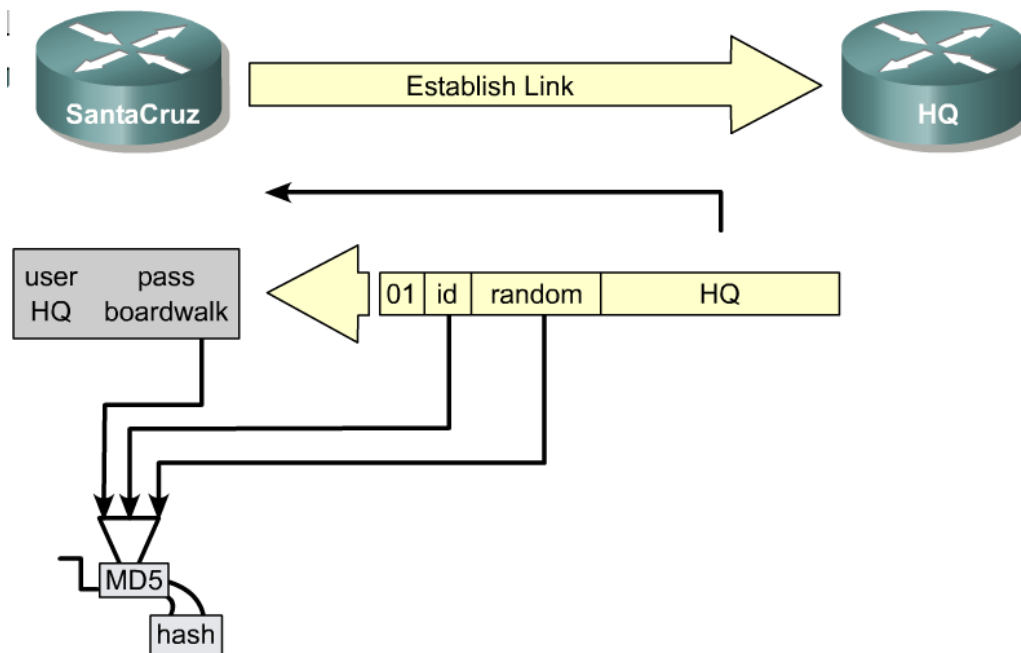 Establish Link
SantaCruz
HQ
user pass
HQ boardwalk
01 id random HQ
MD5
hash